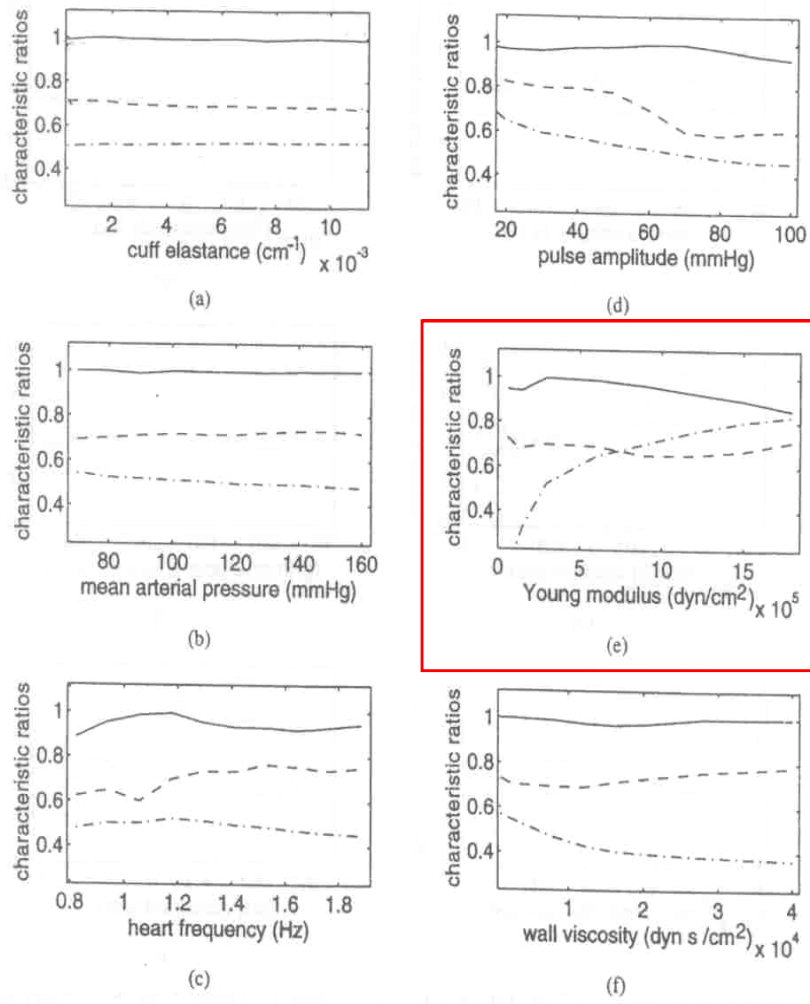 characteristic ratios
1
0.8
0.6
0.4
2 4 6 8 10
cuff elastance (cm⁻¹) x 10⁻³
(a)
characteristic ratios
1
0.8
0.6
0.4
80 100 120 140 160
mean arterial pressure (mmHg)
(b)
characteristic ratios
1
0.8
0.6
0.4
0.8 1 1.2 1.4 1.6 1.8
heart frequency (Hz)
(c)
characteristic ratios
1
0.8
0.6
0.4
20 40 60 80 100
pulse amplitude (mmHg)
(d)
characteristic ratios
1
0.8
0.6
0.4
0 5 10 15
Young modulus (dyn/cm²) x 10⁵
(e)
characteristic ratios
1
0.8
0.6
0.4
1 2 3 4
wall viscosity (dyn s /cm²) x 10⁴
(f)